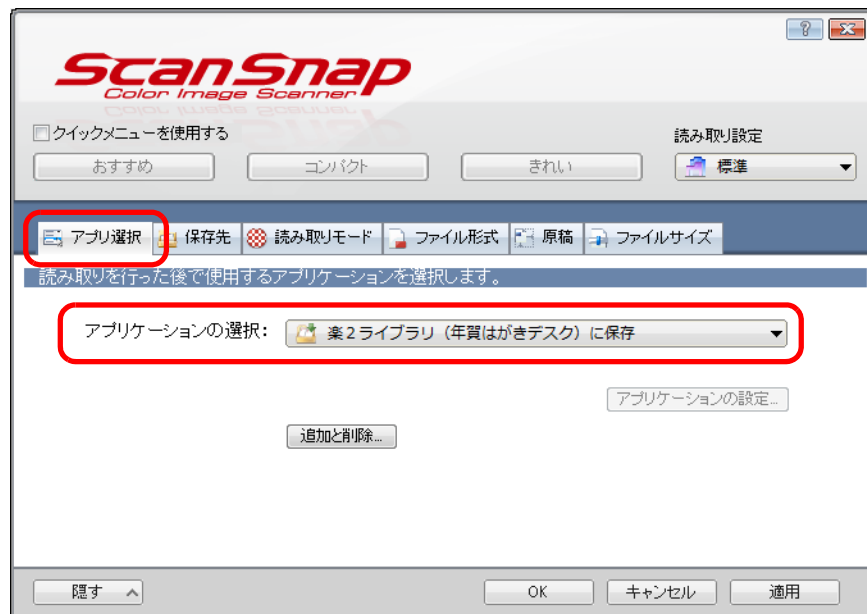 ScanSnap
Color Image Scanner
クイックメニューを使用する
読み取り設定
おすすめ コンパクト きれい 標準
アプリ選択 保存先 読み取りモード ファイル形式 原稿 ファイルサイズ
読み取りを行った後で使用するアプリケーションを選択します。
アプリケーションの選択: 楽2ライブラリ（年賀はがきデスク）に保存
アプリケーションの設定...
追加と削除...
隠す OK キャンセル 適用